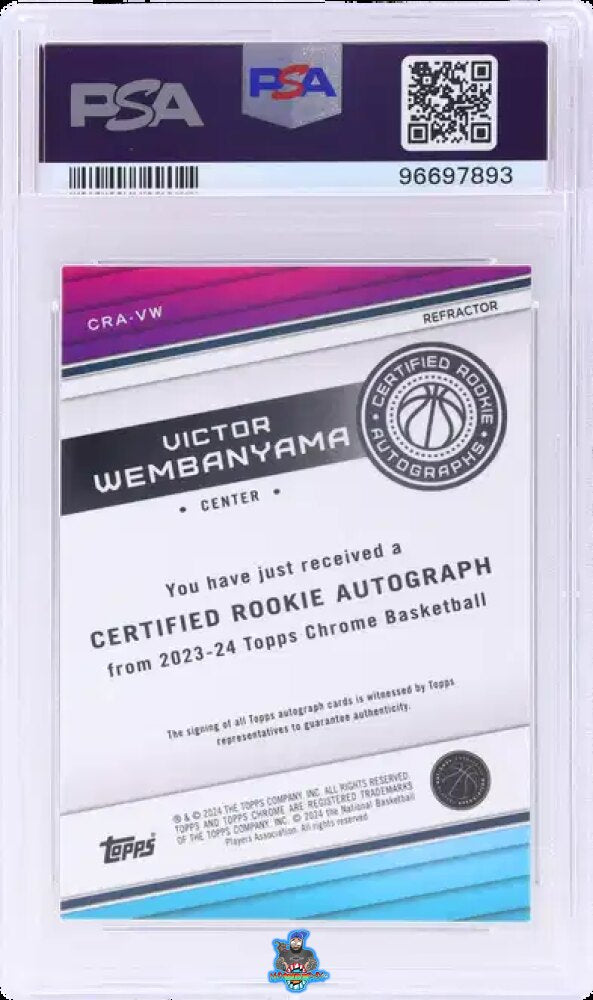 PSA
PSA
96697893
CRA-VW
REFRACTOR
CERTIFIED ROOKIE
AUTOGRAPHS
VICTOR
WEMBANYAMA
• CENTER •
You have just received a
CERTIFIED ROOKIE AUTOGRAPH
from 2023-24 Topps Chrome Basketball
The signing of all Topps autograph cards is witnessed by Topps
representatives to guarantee authenticity.
® & © 2024 THE TOPPS COMPANY, INC. ALL RIGHTS RESERVED.
TOPPS AND TOPPS CHROME ARE REGISTERED TRADEMARKS
OF THE TOPPS COMPANY, INC. © 2024 the National Basketball
Players Association. All rights reserved
topps